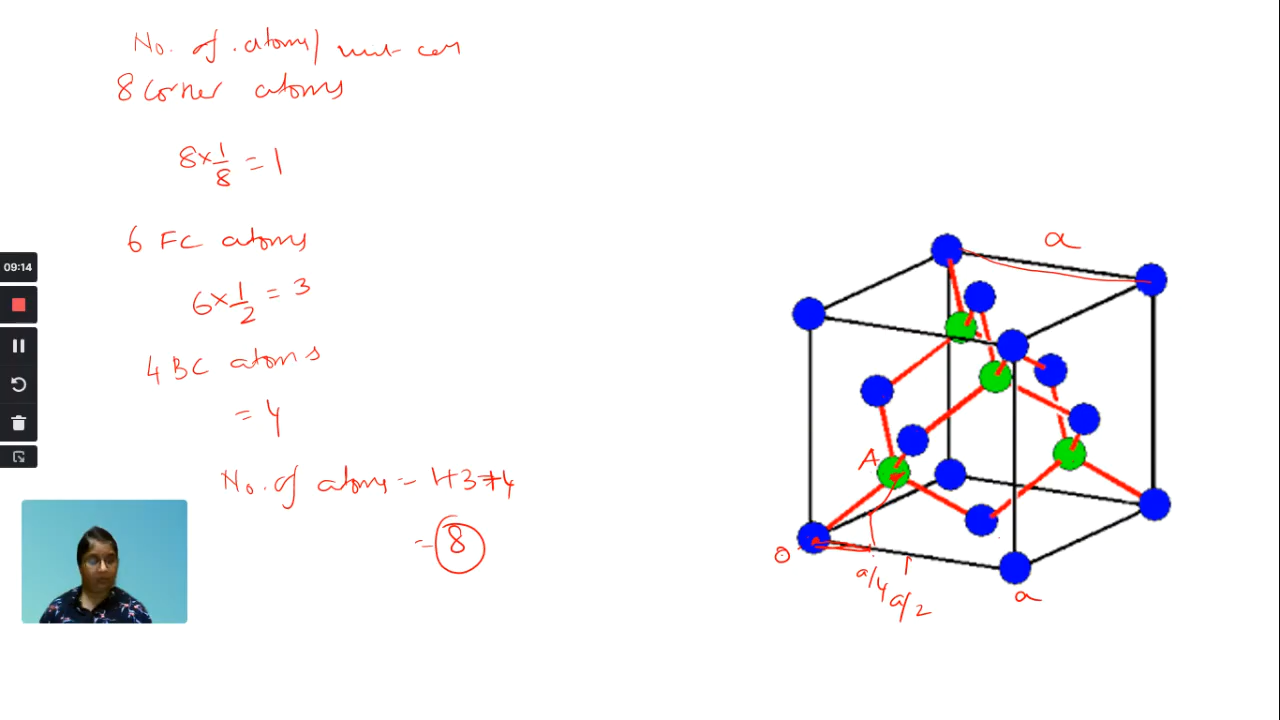 No. of. atoms/ unit cell
8 corner atoms
8×1/8 = 1
6 FC atoms
6×1/2 = 3
4 BC atoms
= 4
No. of atoms = 1+3+4
= 8
09:14
a
A
O
a/4
a/2
a